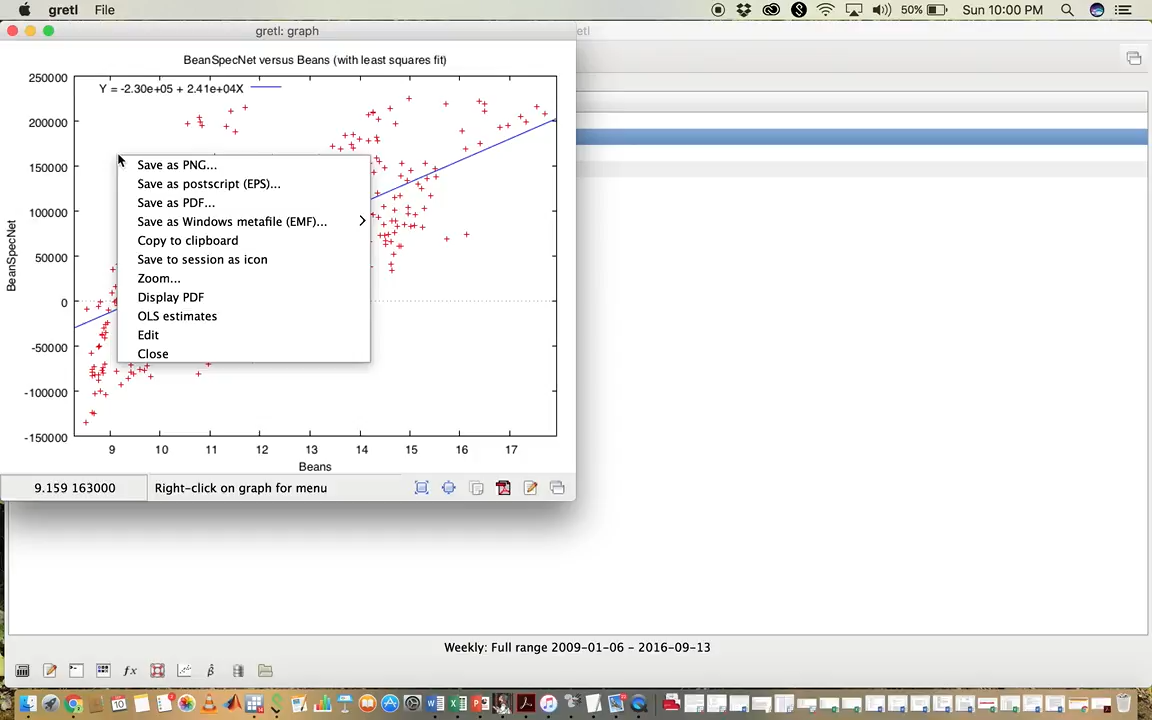 gretl File 50% Sun 10:00 PM
gretl: graph
etl
BeanSpecNet versus Beans (with least squares fit)
250000
Y = -2.30e+05 + 2.41e+04X
200000
150000
100000
50000
0
-50000
-100000
-150000
BeanSpecNet
Save as PNG...
Save as postscript (EPS)...
Save as PDF...
Save as Windows metafile (EMF)...
Copy to clipboard
Save to session as icon
Zoom...
Display PDF
OLS estimates
Edit
Close
9 10 11 12 13 14 15 16 17
Beans
9.159 163000 Right-click on graph for menu
Weekly: Full range 2009-01-06 - 2016-09-13
fx
β